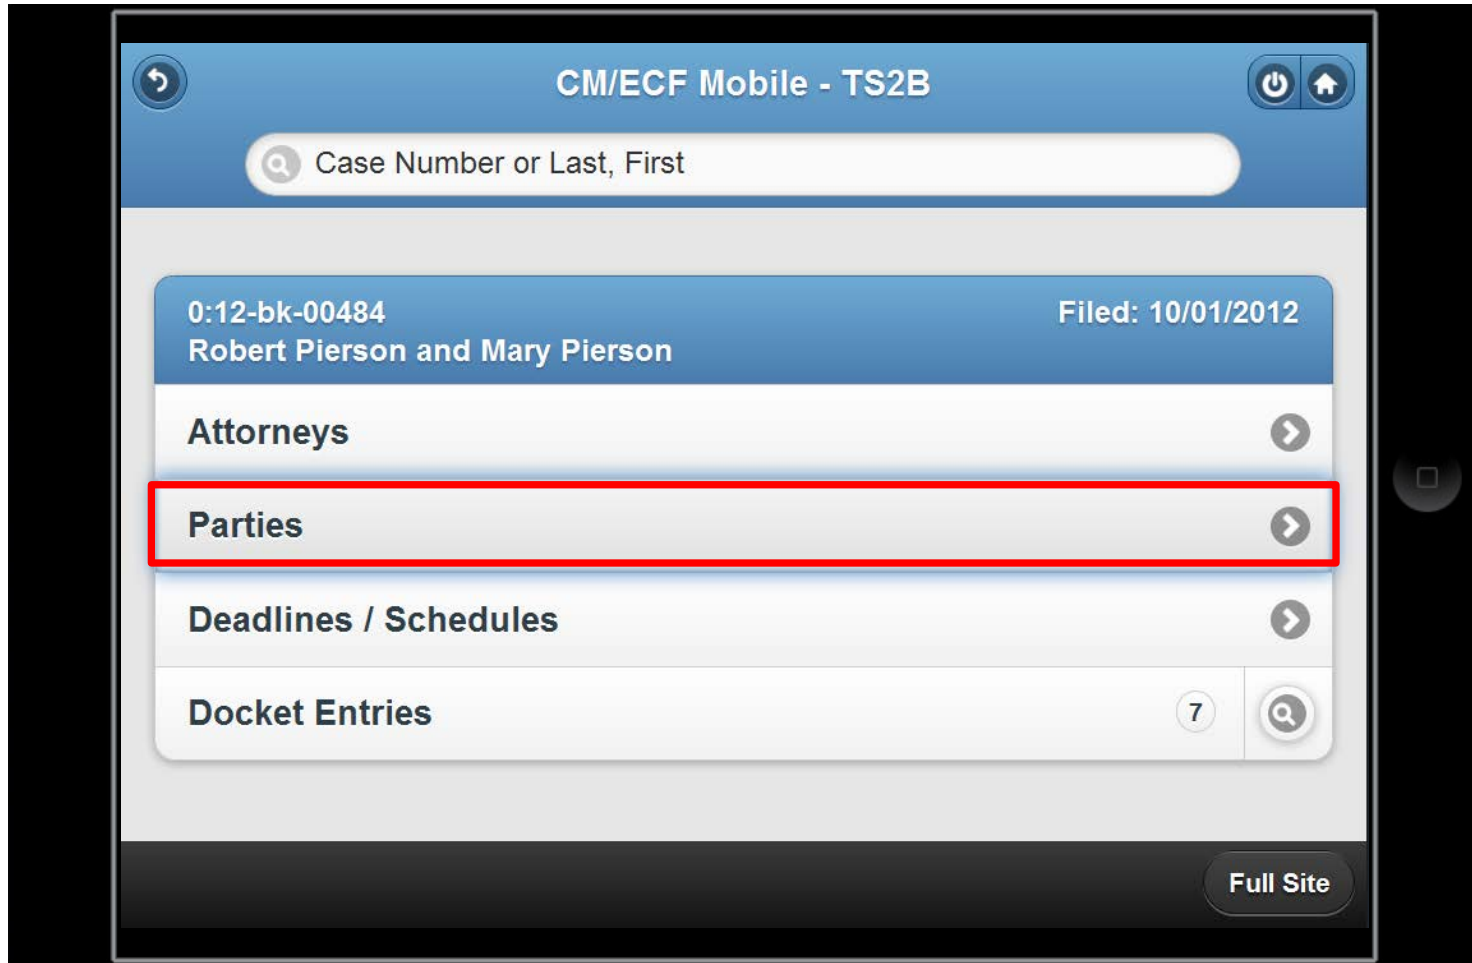 CM/ECF Mobile - TS2B
Case Number or Last, First
0:12-bk-00484 Filed: 10/01/2012
Robert Pierson and Mary Pierson
Attorneys
Parties
Deadlines / Schedules
Docket Entries 7
Full Site